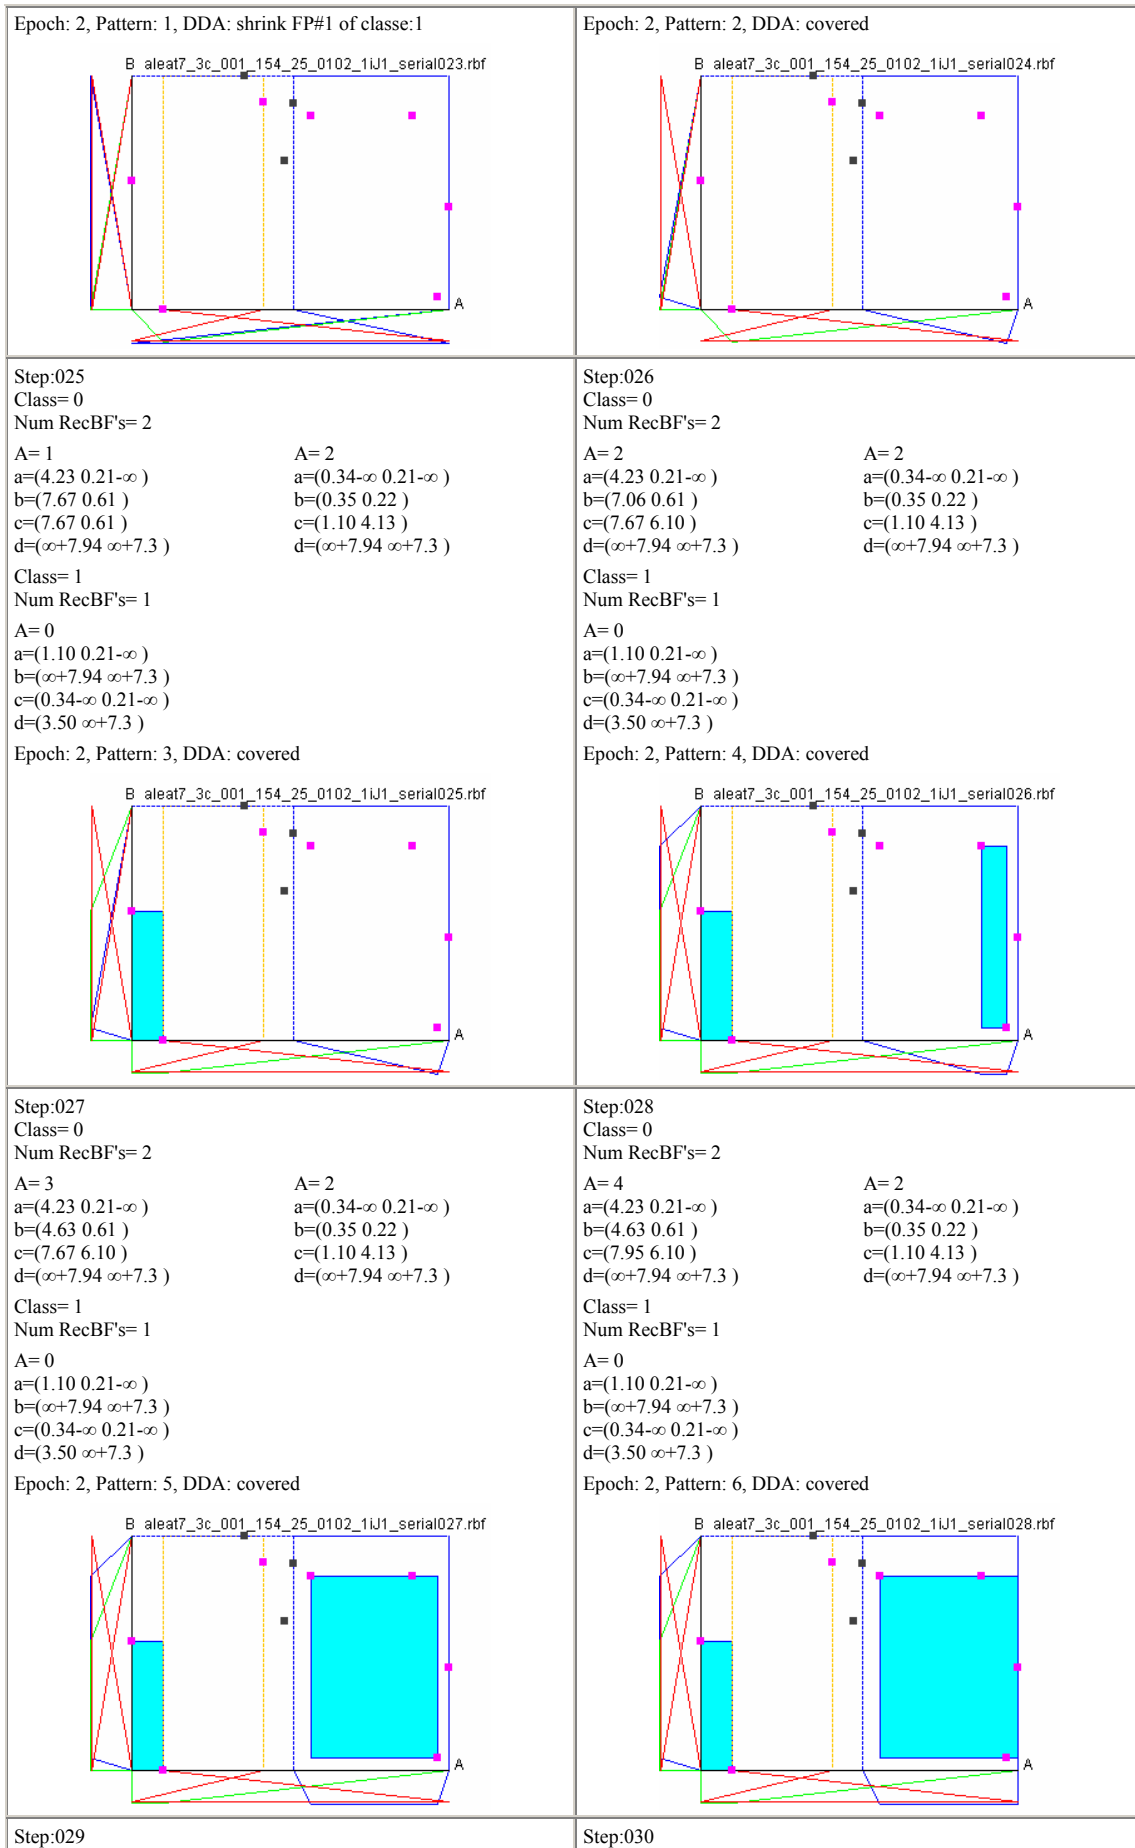 Epoch: 2, Pattern: 1, DDA: shrink FP#1 of classe:1
B aleat7_3c_001_154_25_0102_1iJ1_serial023.rbf
A
Epoch: 2, Pattern: 2, DDA: covered
B aleat7_3c_001_154_25_0102_1iJ1_serial024.rbf
A
Step:025
Class= 0
Num RecBF's= 2
A= 1 A= 2
a=(4.23 0.21-∞ ) a=(0.34-∞ 0.21-∞ )
b=(7.67 0.61 ) b=(0.35 0.22 )
c=(7.67 0.61 ) c=(1.10 4.13 )
d=(∞+7.94 ∞+7.3 ) d=(∞+7.94 ∞+7.3 )
Class= 1
Num RecBF's= 1
A= 0
a=(1.10 0.21-∞ )
b=(∞+7.94 ∞+7.3 )
c=(0.34-∞ 0.21-∞ )
d=(3.50 ∞+7.3 )
Epoch: 2, Pattern: 3, DDA: covered
B aleat7_3c_001_154_25_0102_1iJ1_serial025.rbf
A
Step:026
Class= 0
Num RecBF's= 2
A= 2 A= 2
a=(4.23 0.21-∞ ) a=(0.34-∞ 0.21-∞ )
b=(7.06 0.61 ) b=(0.35 0.22 )
c=(7.67 6.10 ) c=(1.10 4.13 )
d=(∞+7.94 ∞+7.3 ) d=(∞+7.94 ∞+7.3 )
Class= 1
Num RecBF's= 1
A= 0
a=(1.10 0.21-∞ )
b=(∞+7.94 ∞+7.3 )
c=(0.34-∞ 0.21-∞ )
d=(3.50 ∞+7.3 )
Epoch: 2, Pattern: 4, DDA: covered
B aleat7_3c_001_154_25_0102_1iJ1_serial026.rbf
A
Step:027
Class= 0
Num RecBF's= 2
A= 3 A= 2
a=(4.23 0.21-∞ ) a=(0.34-∞ 0.21-∞ )
b=(4.63 0.61 ) b=(0.35 0.22 )
c=(7.67 6.10 ) c=(1.10 4.13 )
d=(∞+7.94 ∞+7.3 ) d=(∞+7.94 ∞+7.3 )
Class= 1
Num RecBF's= 1
A= 0
a=(1.10 0.21-∞ )
b=(∞+7.94 ∞+7.3 )
c=(0.34-∞ 0.21-∞ )
d=(3.50 ∞+7.3 )
Epoch: 2, Pattern: 5, DDA: covered
B aleat7_3c_001_154_25_0102_1iJ1_serial027.rbf
A
Step:028
Class= 0
Num RecBF's= 2
A= 4 A= 2
a=(4.23 0.21-∞ ) a=(0.34-∞ 0.21-∞ )
b=(4.63 0.61 ) b=(0.35 0.22 )
c=(7.95 6.10 ) c=(1.10 4.13 )
d=(∞+7.94 ∞+7.3 ) d=(∞+7.94 ∞+7.3 )
Class= 1
Num RecBF's= 1
A= 0
a=(1.10 0.21-∞ )
b=(∞+7.94 ∞+7.3 )
c=(0.34-∞ 0.21-∞ )
d=(3.50 ∞+7.3 )
Epoch: 2, Pattern: 6, DDA: covered
B aleat7_3c_001_154_25_0102_1iJ1_serial028.rbf
A
Step:029
Step:030